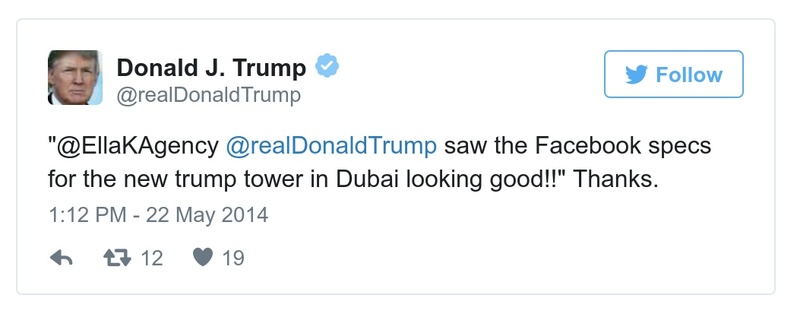 Donald J. Trump
@realDonaldTrump
Follow
"@EllaKAgency @realDonaldTrump saw the Facebook specs
for the new trump tower in Dubai looking good!!" Thanks.
1:12 PM - 22 May 2014
12 19